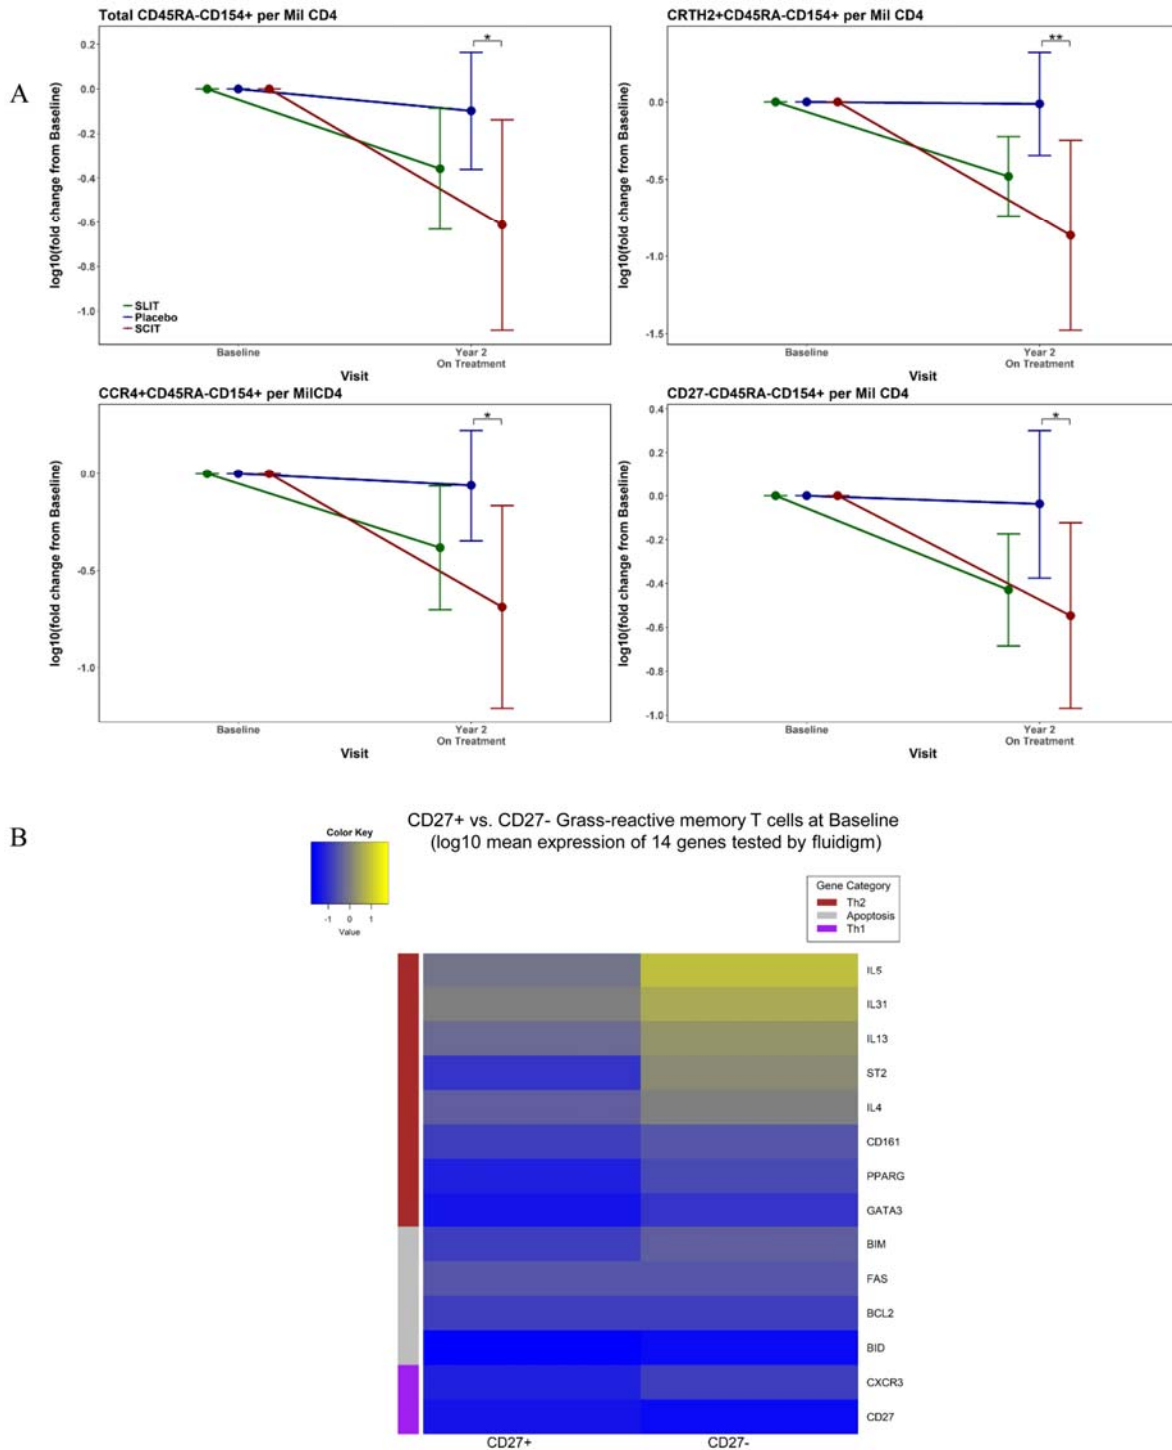 A
Total CD45RA-CD154+ per Mil CD4
log10(fold change from Baseline)
0.2
0.0
-0.2
-0.4
-0.6
-0.8
-1.0
*
SLIT
Placebo
SCIT
Baseline
Year 2
On Treatment
Visit
CRTH2+CD45RA-CD154+ per Mil CD4
log10(fold change from Baseline)
0.0
-0.5
-1.0
-1.5
**
Baseline
Year 2
On Treatment
Visit
CCR4+CD45RA-CD154+ per MilCD4
log10(fold change from Baseline)
0.0
-0.5
-1.0
*
Baseline
Year 2
On Treatment
Visit
CD27-CD45RA-CD154+ per Mil CD4
log10(fold change from Baseline)
0.4
0.2
0.0
-0.2
-0.4
-0.6
-0.8
-1.0
*
Baseline
Year 2
On Treatment
Visit
B
CD27+ vs. CD27- Grass-reactive memory T cells at Baseline
(log10 mean expression of 14 genes tested by fluidigm)
Color Key
-1 0 1
Value
Gene Category
Th2
Apoptosis
Th1
IL5
IL31
IL13
ST2
IL4
CD161
PPARG
GATA3
BIM
FAS
BCL2
BID
CXCR3
CD27
CD27+ CD27-